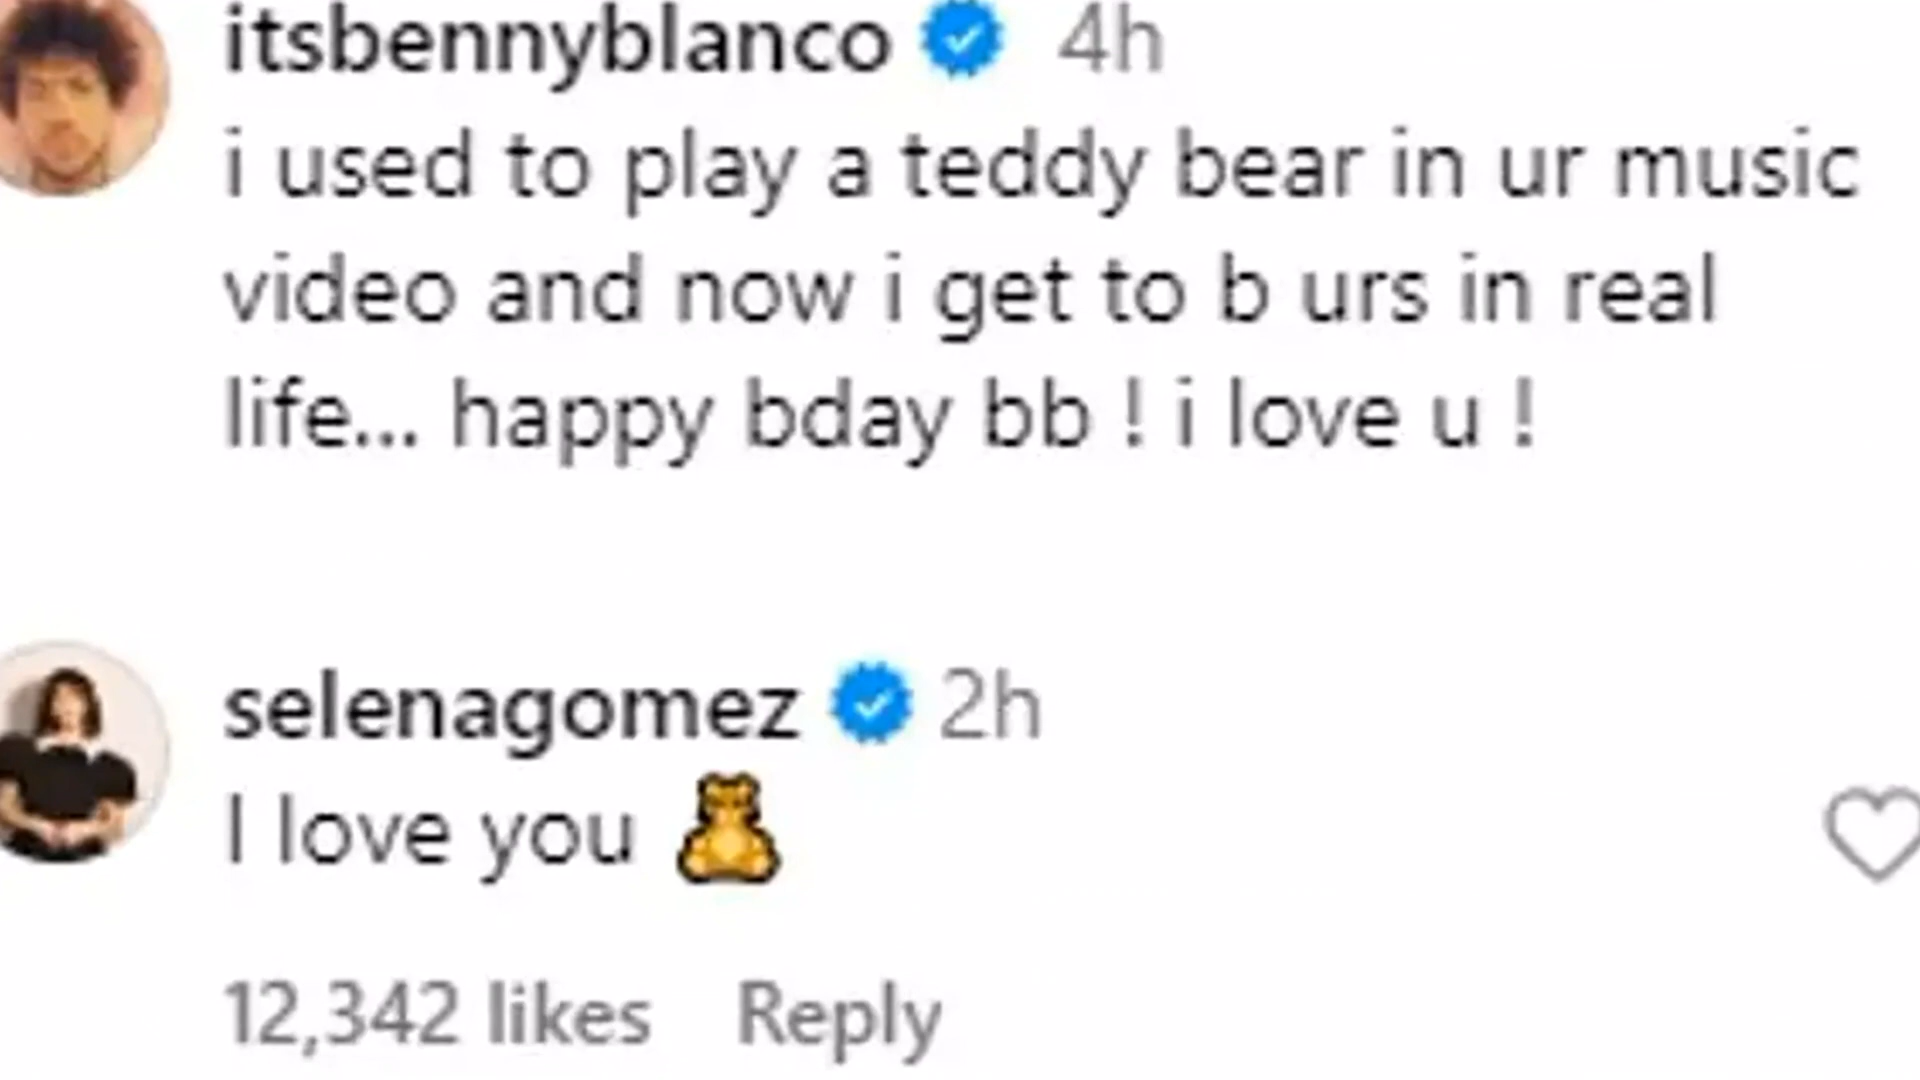 itsbennyblanco 4h
i used to play a teddy bear in ur music
video and now i get to b urs in real
life... happy bday bb ! i love u !
selenagomez 2h
I love you 🧸
12,342 likes Reply